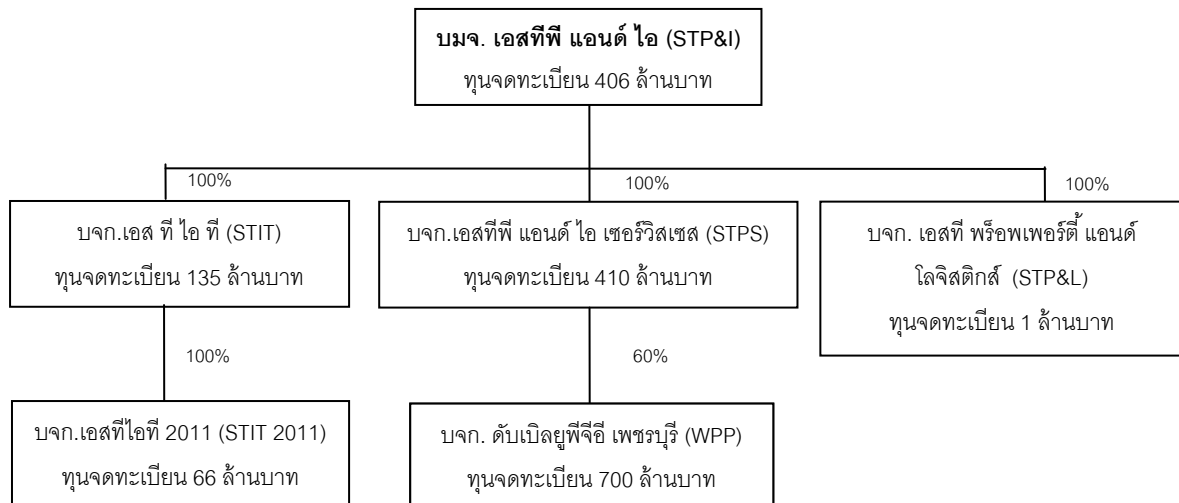 บมจ. เอสทีพี แอนด์ ไอ (STP&I)
ทุนจดทะเบียน 406 ล้านบาท
100%
100%
100%
บจก.เอส ที ไอ ที (STIT)
ทุนจดทะเบียน 135 ล้านบาท
บจก.เอสทีพี แอนด์ ไอ เซอร์วิสเซส (STPS)
ทุนจดทะเบียน 410 ล้านบาท
บจก. เอสที พร็อพเพอร์ตี้ แอนด์
โลจิสติกส์ (STP&L)
ทุนจดทะเบียน 1 ล้านบาท
100%
60%
บจก.เอสทีไอที 2011 (STIT 2011)
ทุนจดทะเบียน 66 ล้านบาท
บจก. ดับเบิลยูพีจีอี เพชรบุรี (WPP)
ทุนจดทะเบียน 700 ล้านบาท